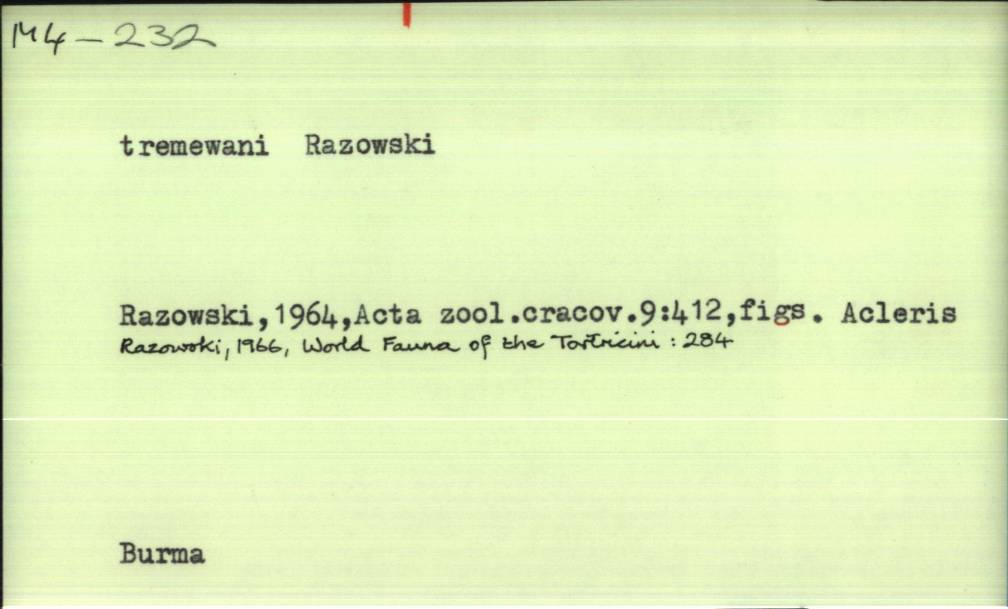 M4-232
tremewani Razowski
Razowski,1964,Acta zool.cracov.9:412,figs. Acleris
Razowski, 1966, World Fauna of the Tortricini : 284
Burma